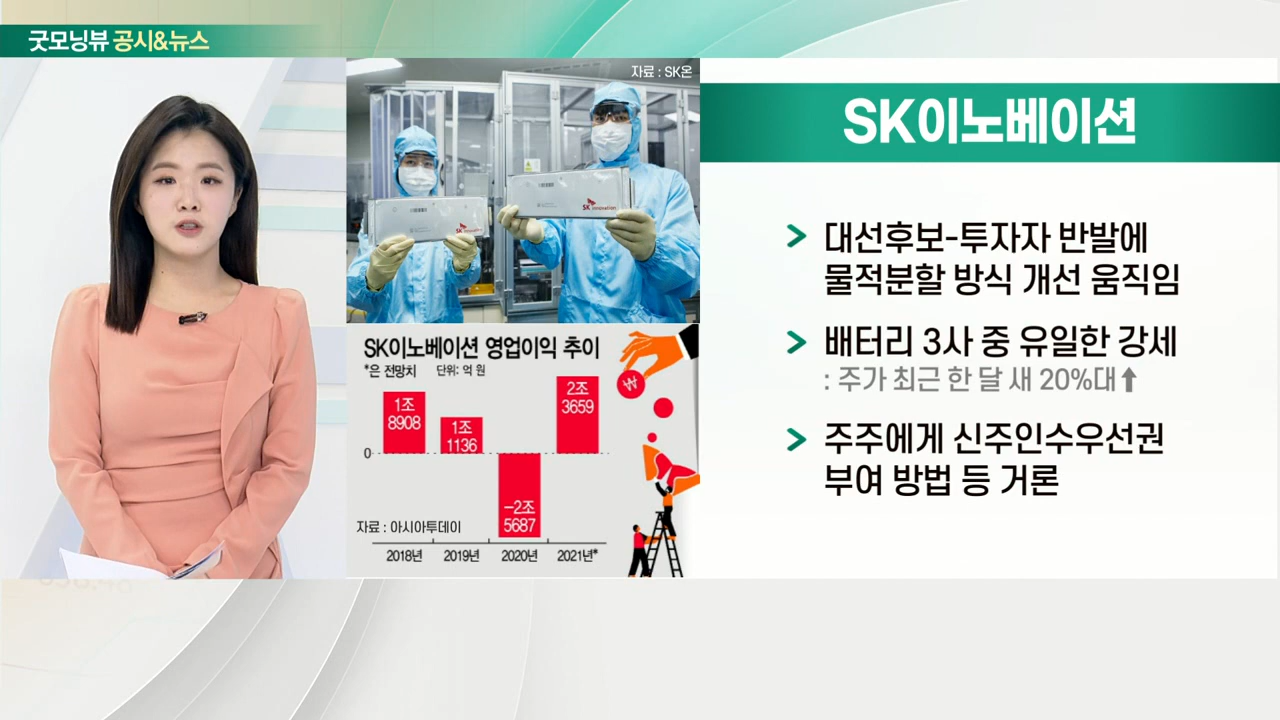 굿모닝뷰 공시&뉴스
자료 : SK온
SK innovation
SK innovation
SK이노베이션 영업이익 추이
*은 전망치 단위: 억 원
1조
8908
1조
1136
2조
3659
0
-2조
5687
자료 : 아시아투데이
2018년 2019년 2020년 2021년*
₩
SK이노베이션
대선후보-투자자 반발에
물적분할 방식 개선 움직임
배터리 3사 중 유일한 강세
: 주가 최근 한 달 새 20%대↑
주주에게 신주인수우선권
부여 방법 등 거론